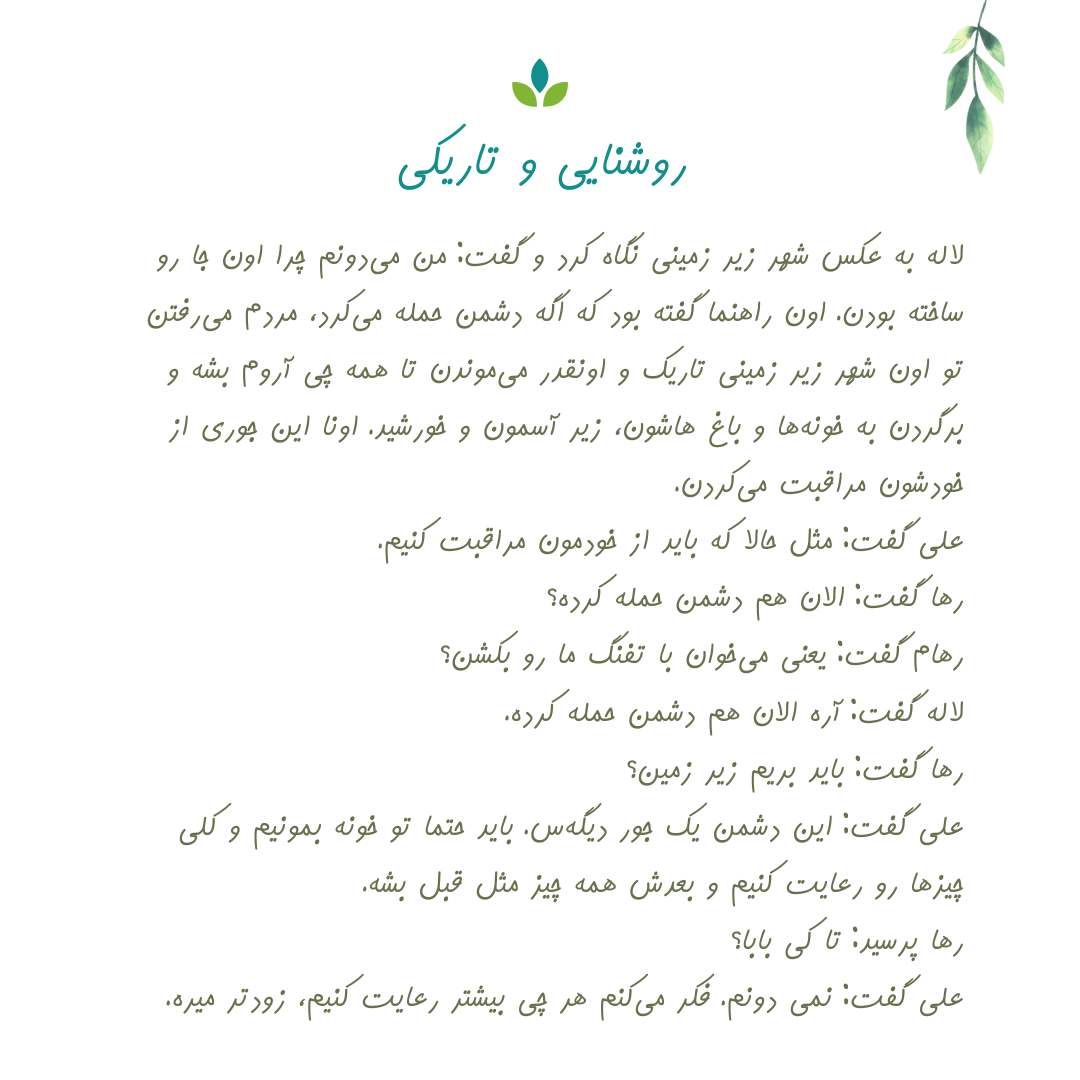 روشنایی و تاریکی
لاله به عکس شهر زیر زمینی نگاه کرد و گفت: من می‌دونم چرا اون جا رو
ساخته بودن. اون راهنما گفته بود که اگه دشمن حمله می‌کرد، مردم می‌رفتن
تو اون شهر زیر زمینی تاریک و اونقدر می‌موندن تا همه چی آروم بشه و
برگردن به خونه‌ها و باغ هاشون، زیر آسمون و خورشید. اونا این جوری از
خودشون مراقبت می‌کردن.
علی گفت: مثل حالا که باید از خودمون مراقبت کنیم.
رها گفت: الان هم دشمن حمله کرده؟
رهام گفت: یعنی می‌خوان با تفنگ ما رو بکشن؟
لاله گفت: آره الان هم دشمن حمله کرده.
رها گفت: باید بریم زیر زمین؟
علی گفت: این دشمن یک جور دیگه‌س. باید حتما تو خونه بمونیم و کلی
چیزها رو رعایت کنیم و بعدش همه چیز مثل قبل بشه.
رها پرسید: تا کی بابا؟
علی گفت: نمی دونم. فکر می‌کنم هر چی بیشتر رعایت کنیم، زودتر میره.